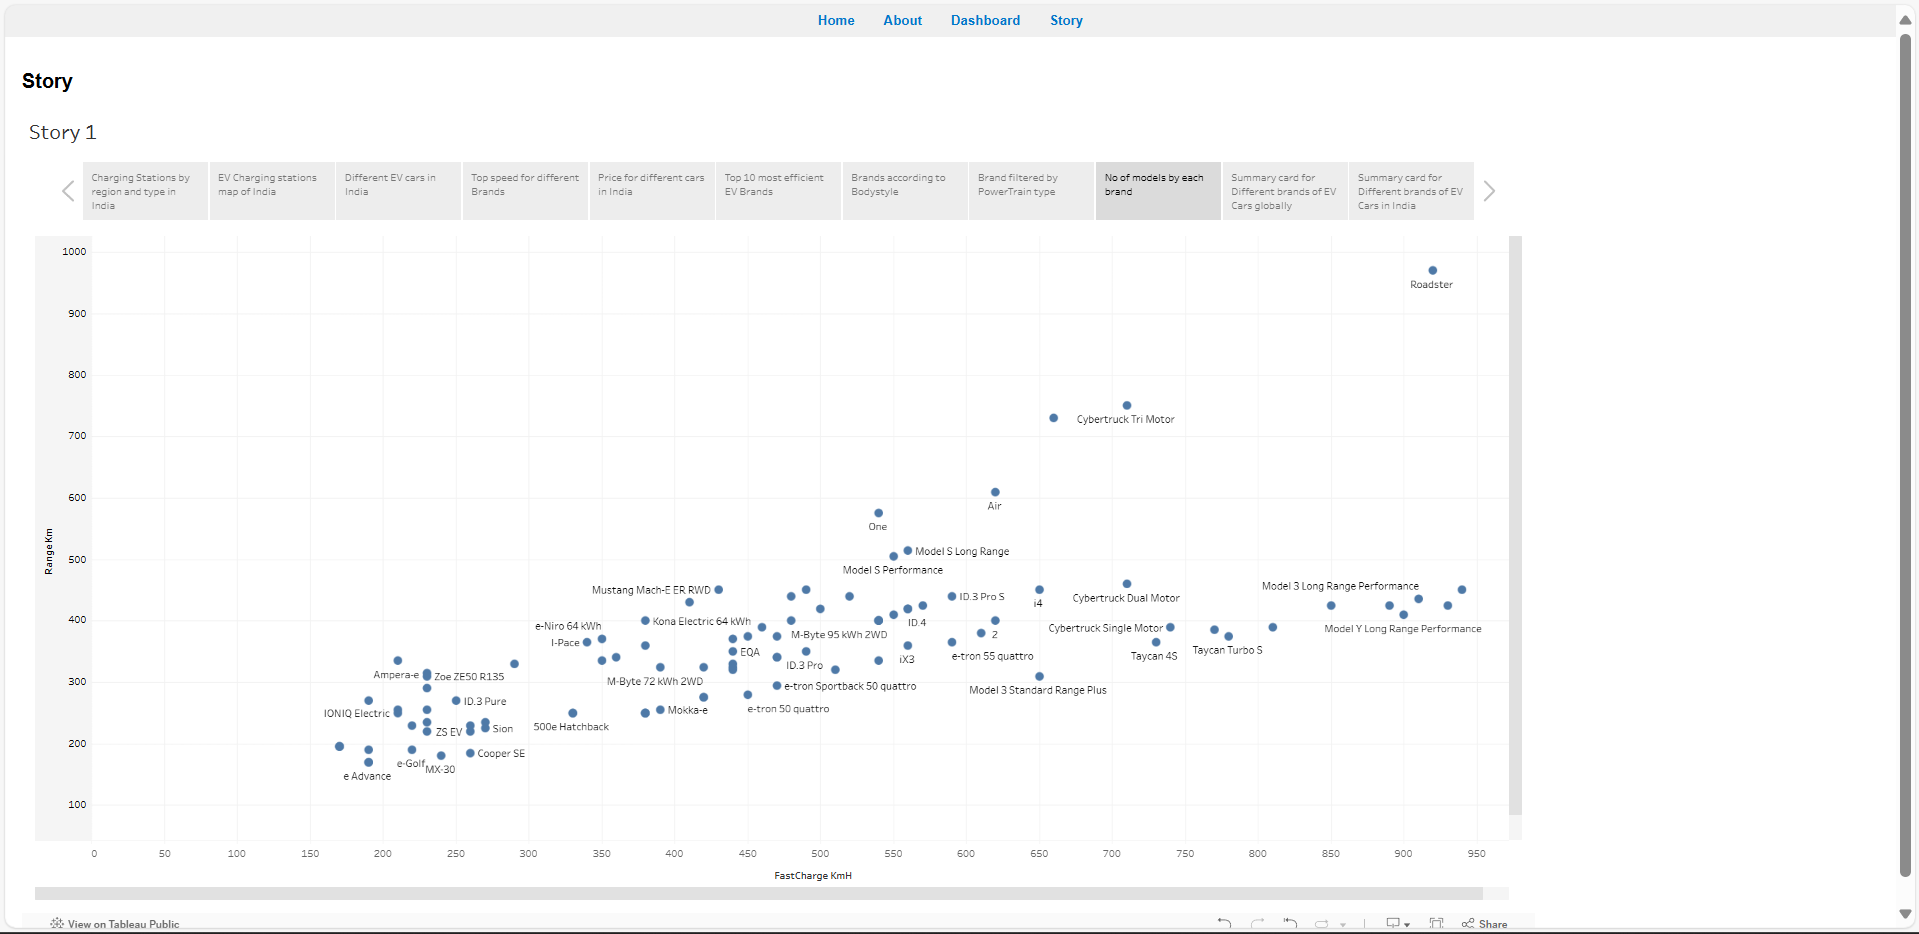 Home About Dashboard Story
Story
Story 1
Charging Stations by
region and type in
India
EV Charging stations
map of India
Different EV cars in
India
Top speed for different
Brands
Price for different cars
in India
Top 10 most efficient
EV Brands
Brands according to
Bodystyle
Brand filtered by
PowerTrain type
No of models by each
brand
Summary card for
Different brands of EV
Cars globally
Summary card for
Different brands of EV
Cars in India
Range Km
1000
900
800
700
600
500
400
300
200
100
Roadster
Cybertruck Tri Motor
Air
One
Model S Long Range
Model S Performance
Mustang Mach-E ER RWD
ID.3 Pro S
i4
Cybertruck Dual Motor
Model 3 Long Range Performance
e-Niro 64 kWh
Kona Electric 64 kWh
ID.4
Cybertruck Single Motor
Model Y Long Range Performance
I-Pace
M-Byte 95 kWh 2WD
2
EQA
iX3
e-tron 55 quattro
Taycan 4S
Taycan Turbo S
ID.3 Pro
Ampera-e
Zoe ZE50 R135
M-Byte 72 kWh 2WD
e-tron Sportback 50 quattro
Model 3 Standard Range Plus
ID.3 Pure
IONIQ Electric
Mokka-e
e-tron 50 quattro
ZS EV
Sion
500e Hatchback
Cooper SE
e-Golf
MX-30
e Advance
0 50 100 150 200 250 300 350 400 450 500 550 600 650 700 750 800 850 900 950
FastCharge KmH
View on Tableau Public
Share